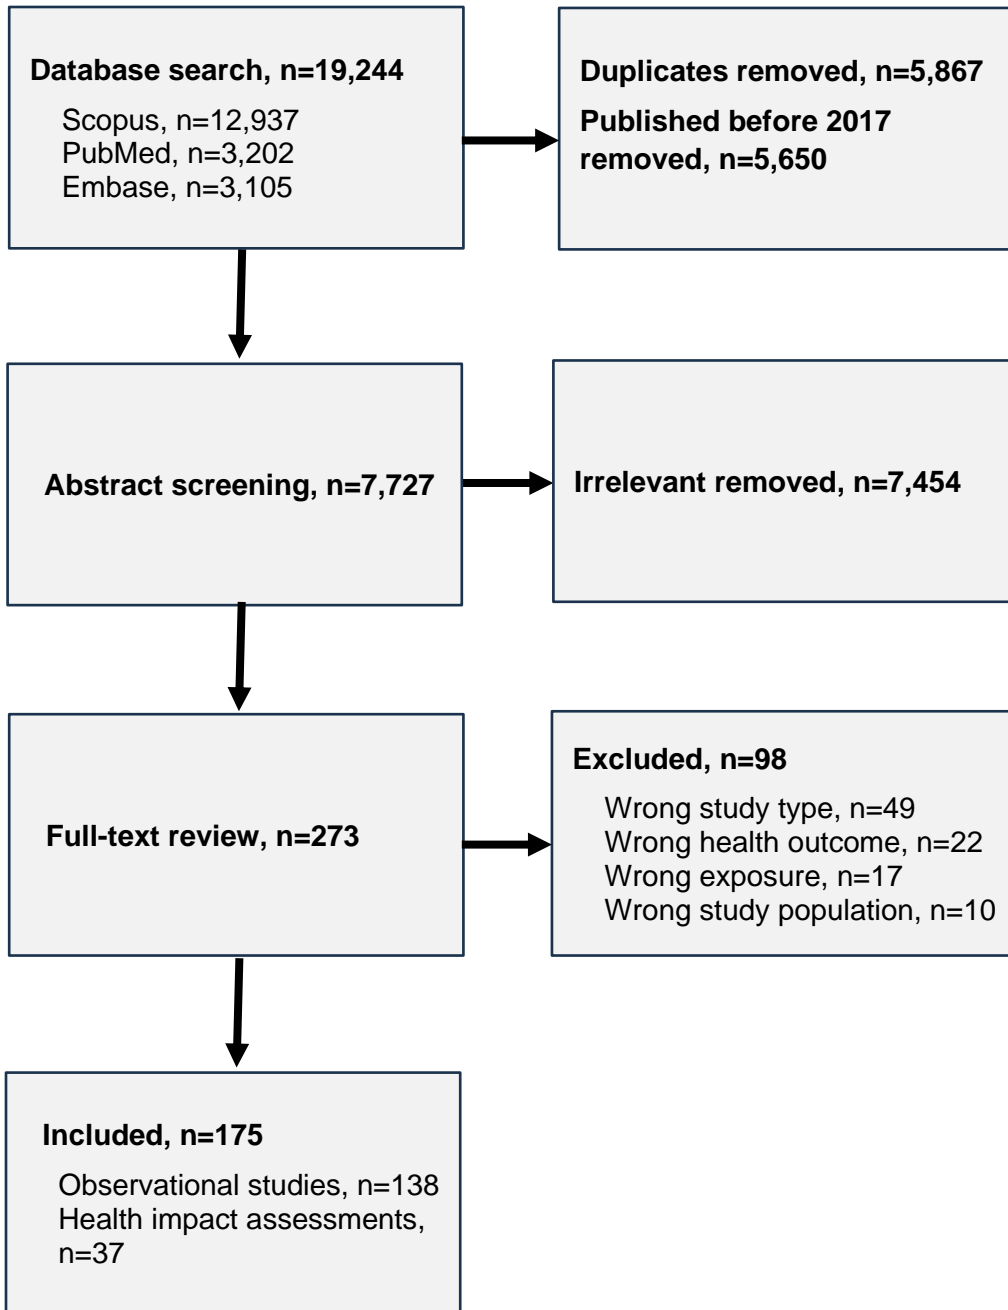 Database search, n=19,244
Scopus, n=12,937
PubMed, n=3,202
Embase, n=3,105
Duplicates removed, n=5,867
Published before 2017
removed, n=5,650
Abstract screening, n=7,727
Irrelevant removed, n=7,454
Full-text review, n=273
Excluded, n=98
Wrong study type, n=49
Wrong health outcome, n=22
Wrong exposure, n=17
Wrong study population, n=10
Included, n=175
Observational studies, n=138
Health impact assessments,
n=37